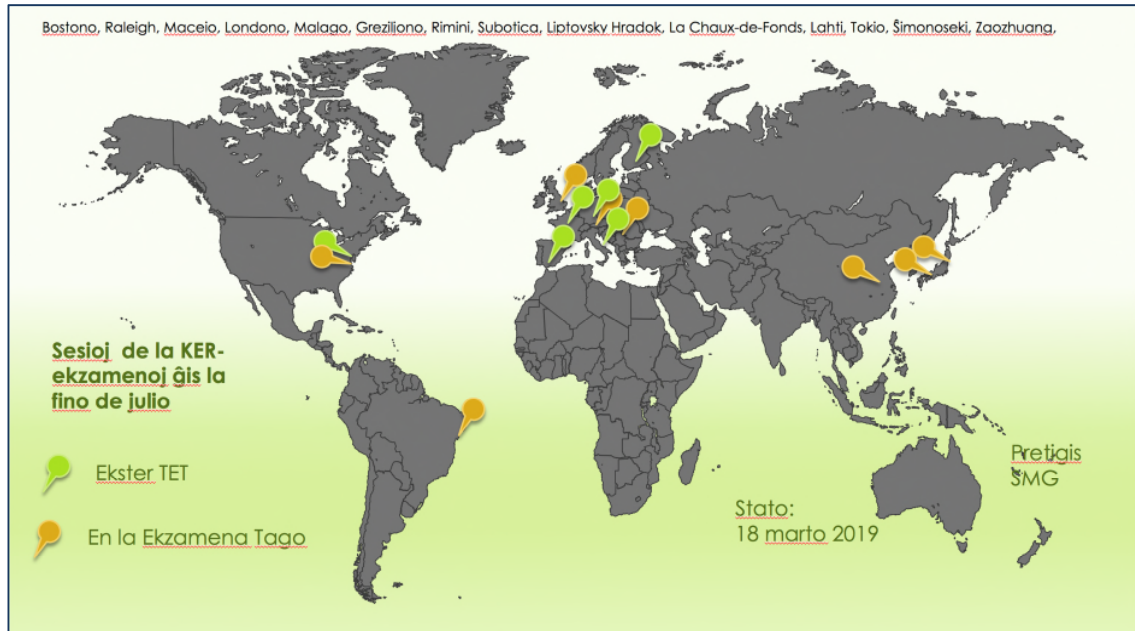 Bostono, Raleigh, Maceio, Londono, Malago, Greziljono, Rimini, Subotica, Liptovsky Hradok, La Chaux-de-Fonds, Lahti, Tokio, Ŝimonoseki, Zaozhuang,
Sesioj de la KER-
ekzamenoj ĝis la
fino de julio
Ekster TET
En la Ekzamena Tago
Stato:
18 marto 2019
Pretigis
SMG